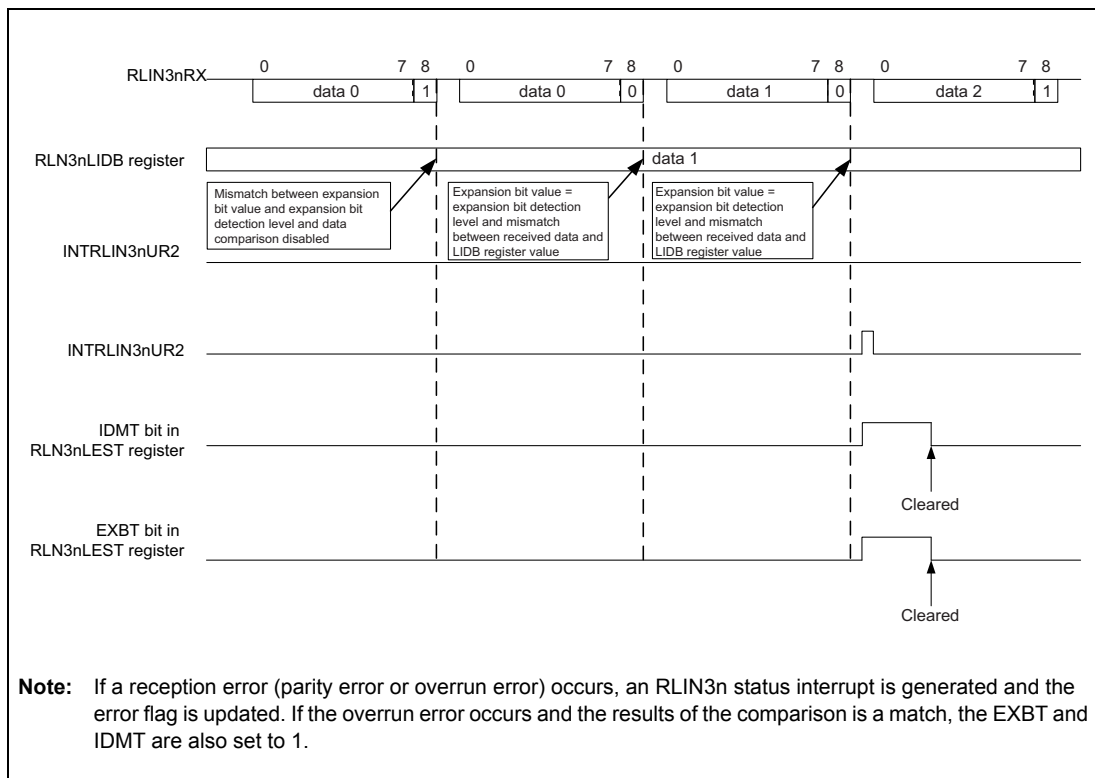 0 7 8 0 7 8 0 7 8 0 7 8
RLIN3nRX
data 0 1 data 0 0 data 1 0 data 2 1
RLN3nLIDB register
data 1
Mismatch between expansion
bit value and expansion bit
detection level and data
comparison disabled
Expansion bit value =
expansion bit detection
level and mismatch
between received data and
LIDB register value
Expansion bit value =
expansion bit detection
level and mismatch
between received data and
LIDB register value
INTRLIN3nUR2
INTRLIN3nUR2
IDMT bit in
RLN3nLEST register
Cleared
EXBT bit in
RLN3nLEST register
Cleared
Note: If a reception error (parity error or overrun error) occurs, an RLIN3n status interrupt is generated and the
error flag is updated. If the overrun error occurs and the results of the comparison is a match, the EXBT and
IDMT are also set to 1.